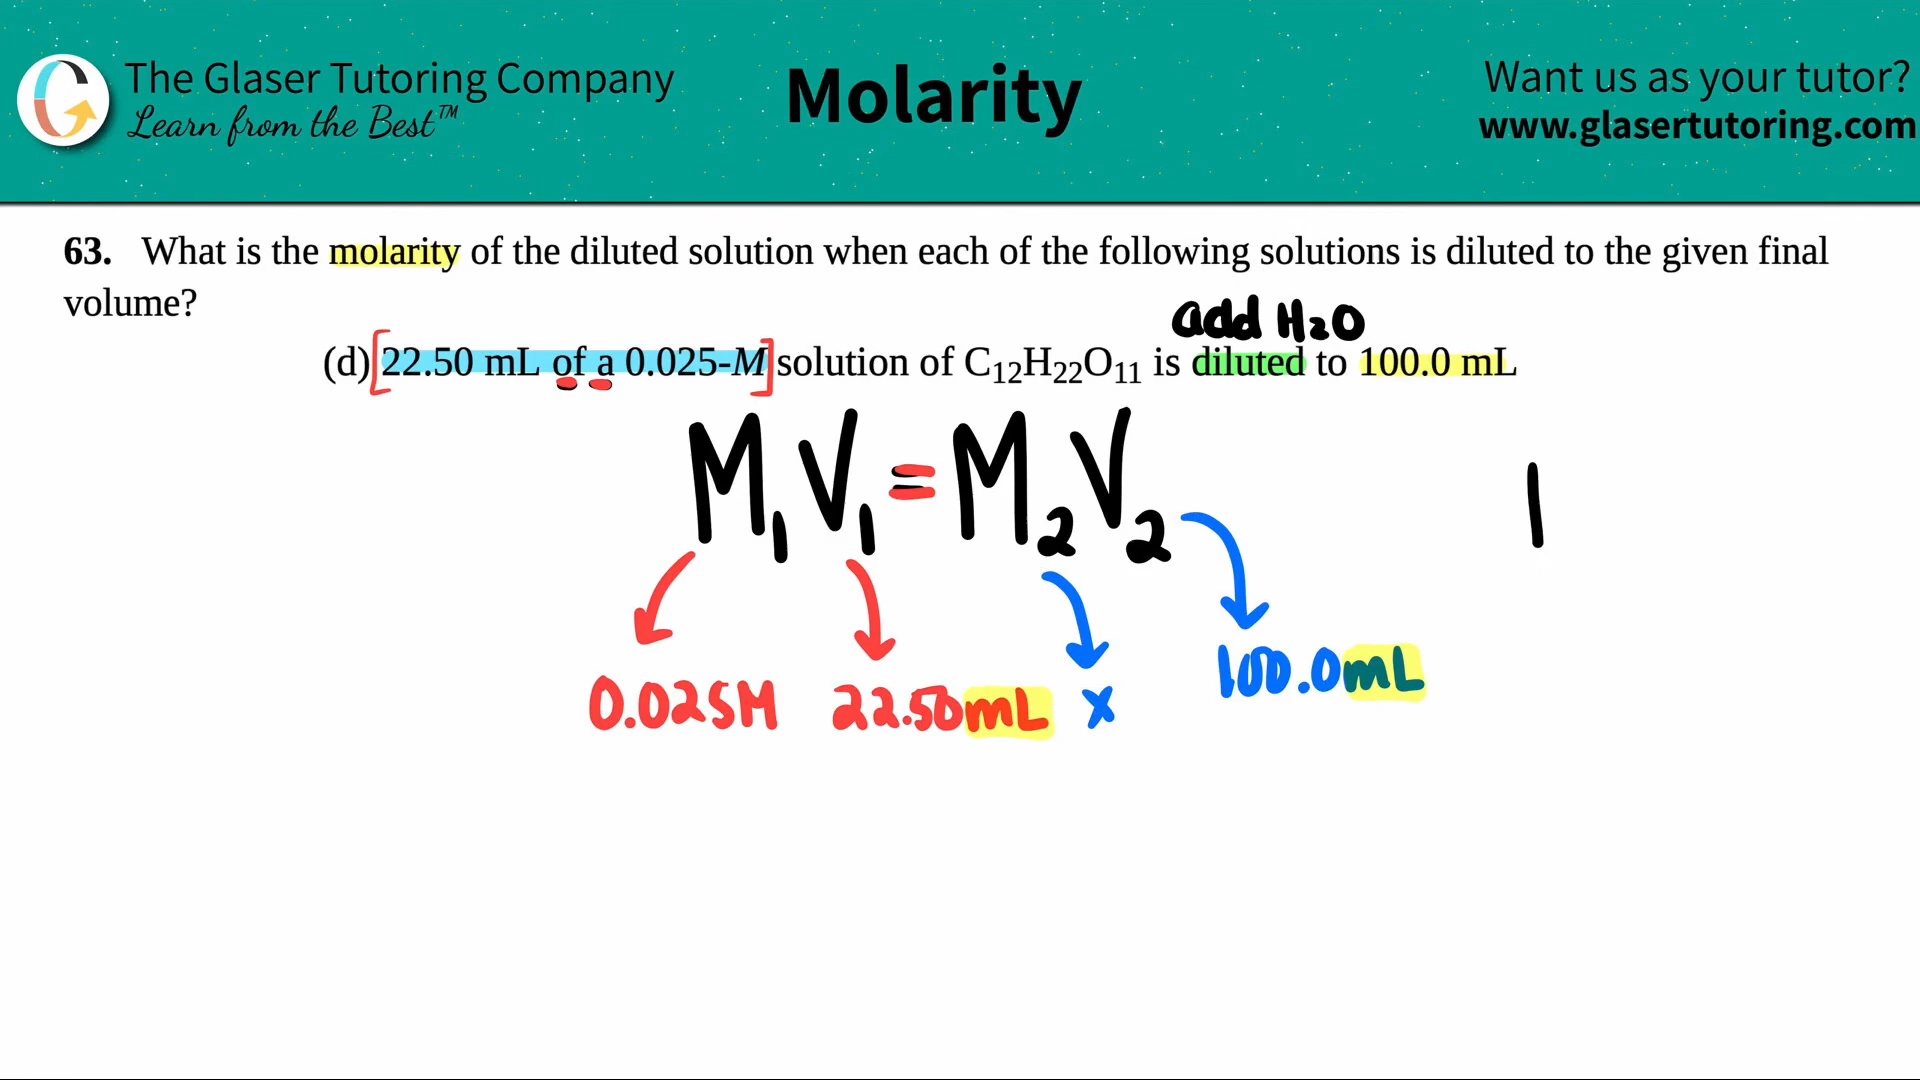 The Glaser Tutoring Company
Learn from the Best™
Molarity
Want us as your tutor?
www.glasertutoring.com
63. What is the molarity of the diluted solution when each of the following solutions is diluted to the given final
volume?
add H2O
(d) [22.50 mL of a 0.025-M] solution of C₁₂H₂₂O₁₁ is diluted to 100.0 mL
M₁V₁=M₂V₂
|
0.025M 22.50mL x 100.0mL